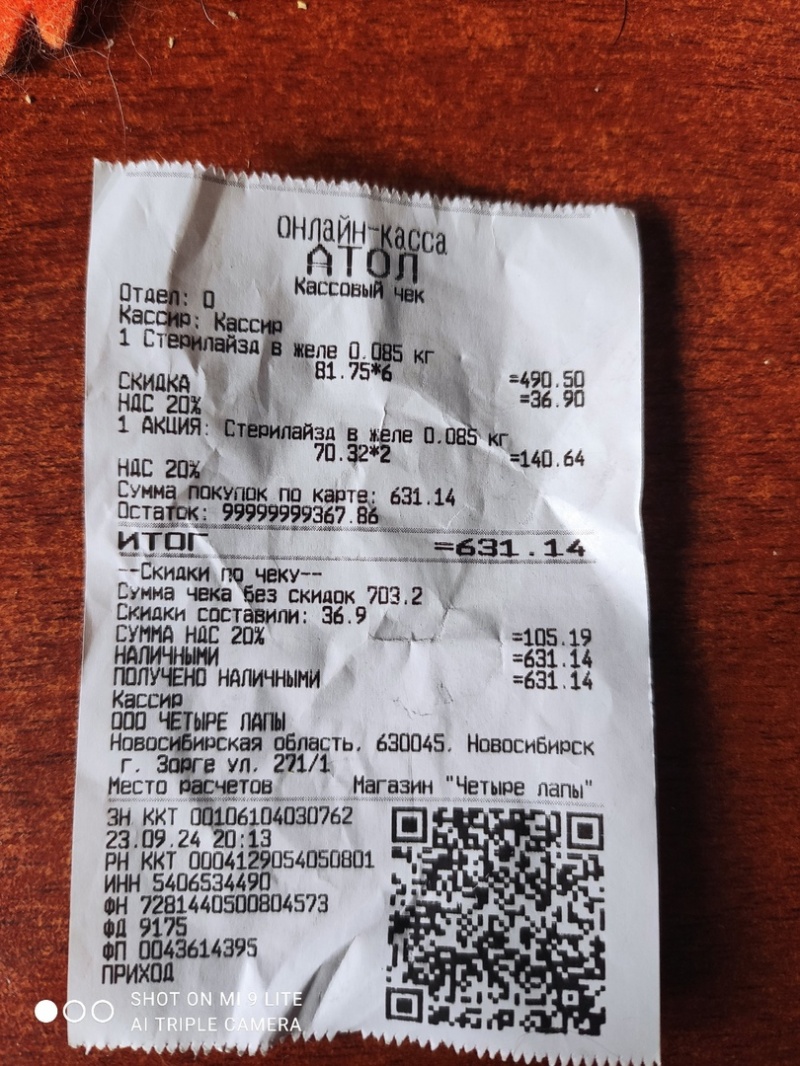 ОНЛАЙН-КАССА
АТОЛ
Кассовый чек
Отдел: 0
Кассир: Кассир
1 Стерилайзд в желе 0.085 кг
81.75*6 =490.50
СКИДКА =36.90
НДС 20%
1 АКЦИЯ: Стерилайзд в желе 0.085 кг
70.32*2 =140.64
НДС 20%
Сумма покупок по карте: 631.14
Остаток: 99999999367.86
ИТОГ =631.14
--Скидки по чеку--
Сумма чека без скидок 703.2
Скидки составили: 36.9
СУММА НДС 20% =105.19
НАЛИЧНЫМИ =631.14
ПОЛУЧЕНО НАЛИЧНЫМИ =631.14
Кассир
ООО ЧЕТЫРЕ ЛАПЫ
Новосибирская область, 630045, Новосибирск
г. Зорге ул. 271/1
Место расчетов Магазин "Четыре лапы"
ЗН ККТ 00106104030762
23.09.24 20:13
РН ККТ 0004129054050801
ИНН 5406534490
ФН 7281440500804573
ФД 9175
ФП 0043614395
ПРИХОД
SHOT ON MI 9 LITE
AI TRIPLE CAMERA